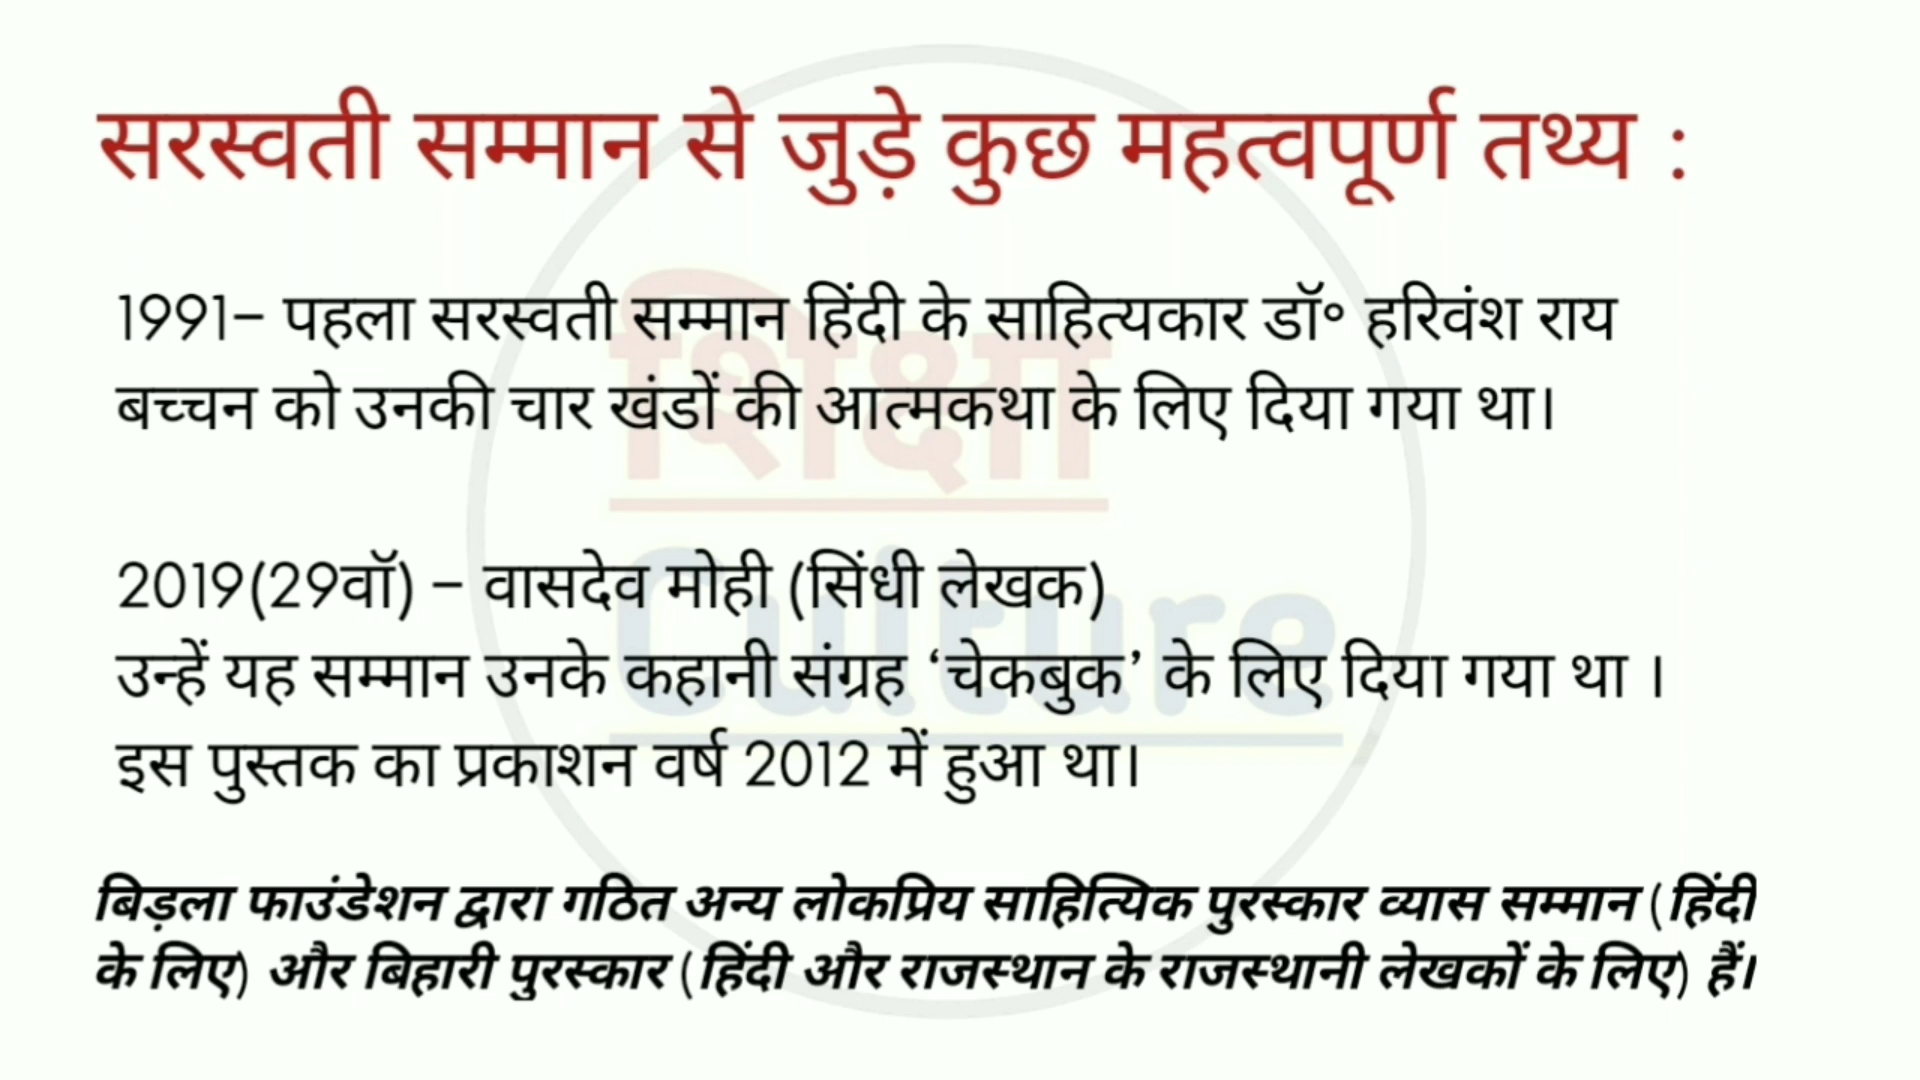 सरस्वती सम्मान से जुड़े कुछ महत्वपूर्ण तथ्य :
1991– पहला सरस्वती सम्मान हिंदी के साहित्यकार डॉ॰ हरिवंश राय
बच्चन को उनकी चार खंडों की आत्मकथा के लिए दिया गया था।
2019(29वॉ) – वासदेव मोही (सिंधी लेखक)
उन्हें यह सम्मान उनके कहानी संग्रह ‘चेकबुक’ के लिए दिया गया था ।
इस पुस्तक का प्रकाशन वर्ष 2012 में हुआ था।
बिड़ला फाउंडेशन द्वारा गठित अन्य लोकप्रिय साहित्यिक पुरस्कार व्यास सम्मान (हिंदी
के लिए) और बिहारी पुरस्कार (हिंदी और राजस्थान के राजस्थानी लेखकों के लिए) हैं।
शिक्षा
Culture